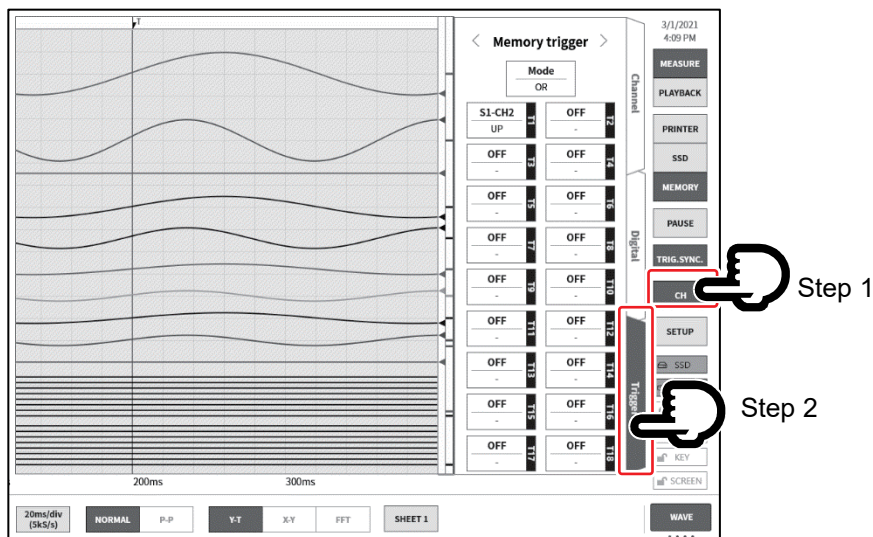 T
200ms
300ms
Memory trigger
Mode
OR
S1-CH2
UP
T1
OFF
-
T2
OFF
-
T3
OFF
-
T4
OFF
-
T5
OFF
-
T6
OFF
-
T7
OFF
-
T8
OFF
-
T9
OFF
-
T10
OFF
-
T11
OFF
-
T12
OFF
-
T13
OFF
-
T14
OFF
-
T15
OFF
-
T16
OFF
-
T17
OFF
-
T18
Channel
Digital
Trigger
3/1/2021
4:09 PM
MEASURE
PLAYBACK
PRINTER
SSD
MEMORY
PAUSE
TRIG.SYNC.
CH
Step 1
SETUP
SSD
Step 2
KEY
SCREEN
20ms/div
(5kS/s)
NORMAL
P-P
Y-T
X-Y
FFT
SHEET 1
WAVE